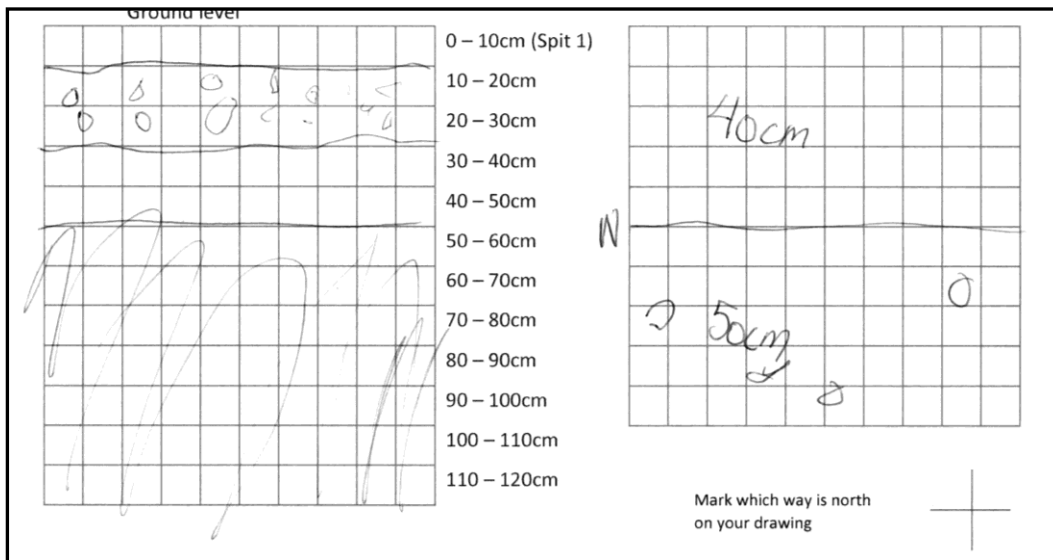 Ground level
0 – 10cm (Spit 1)
10 – 20cm
20 – 30cm
30 – 40cm
40 – 50cm
50 – 60cm
60 – 70cm
70 – 80cm
80 – 90cm
90 – 100cm
100 – 110cm
110 – 120cm
40cm
N
50cm
Mark which way is north
on your drawing